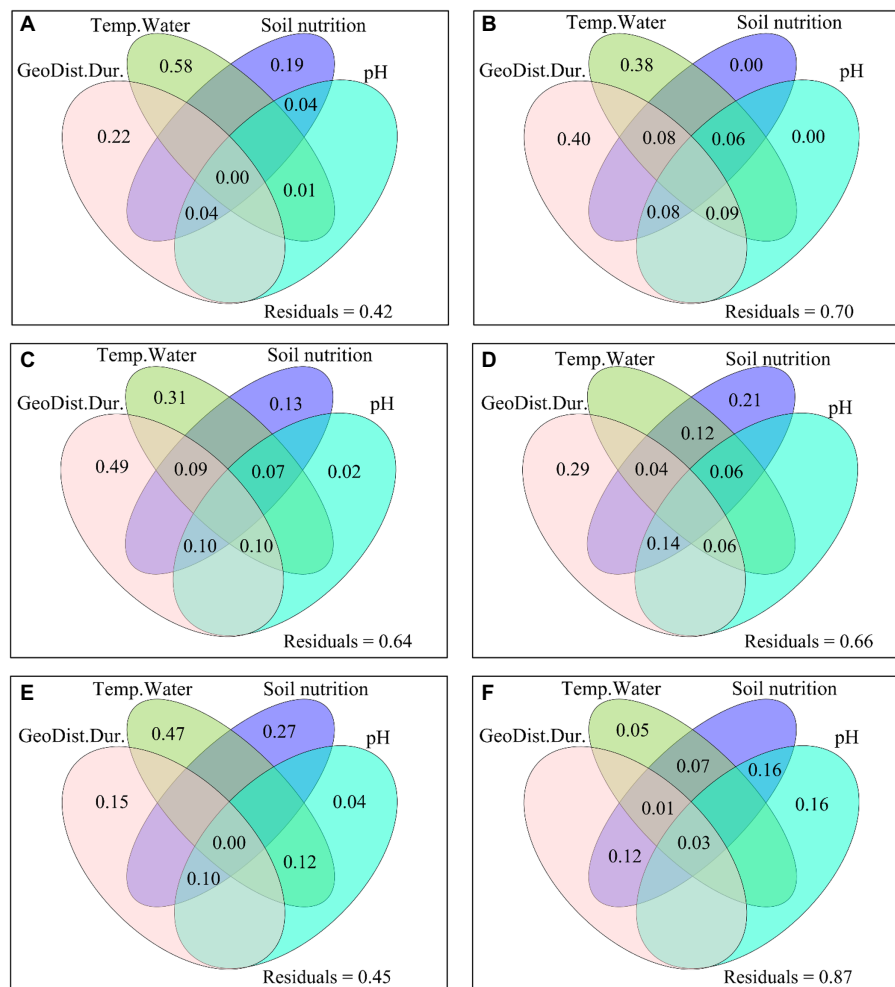 A
Temp.Water Soil nutrition
GeoDist.Dur. pH
0.58 0.19
0.04
0.22
0.00
0.01
0.04
Residuals = 0.42
B
Temp.Water Soil nutrition
GeoDist.Dur. pH
0.38 0.00
0.40 0.08 0.06 0.00
0.08 0.09
Residuals = 0.70
C
Temp.Water Soil nutrition
GeoDist.Dur. pH
0.31 0.13
0.49 0.09 0.07 0.02
0.10 0.10
Residuals = 0.64
D
Temp.Water Soil nutrition
GeoDist.Dur. pH
0.21
0.12
0.29 0.04 0.06
0.14 0.06
Residuals = 0.66
E
Temp.Water Soil nutrition
GeoDist.Dur. pH
0.47 0.27
0.15 0.04
0.00
0.12
0.10
Residuals = 0.45
F
Temp.Water Soil nutrition
GeoDist.Dur. pH
0.05
0.07 0.16
0.01 0.16
0.03
0.12
Residuals = 0.87